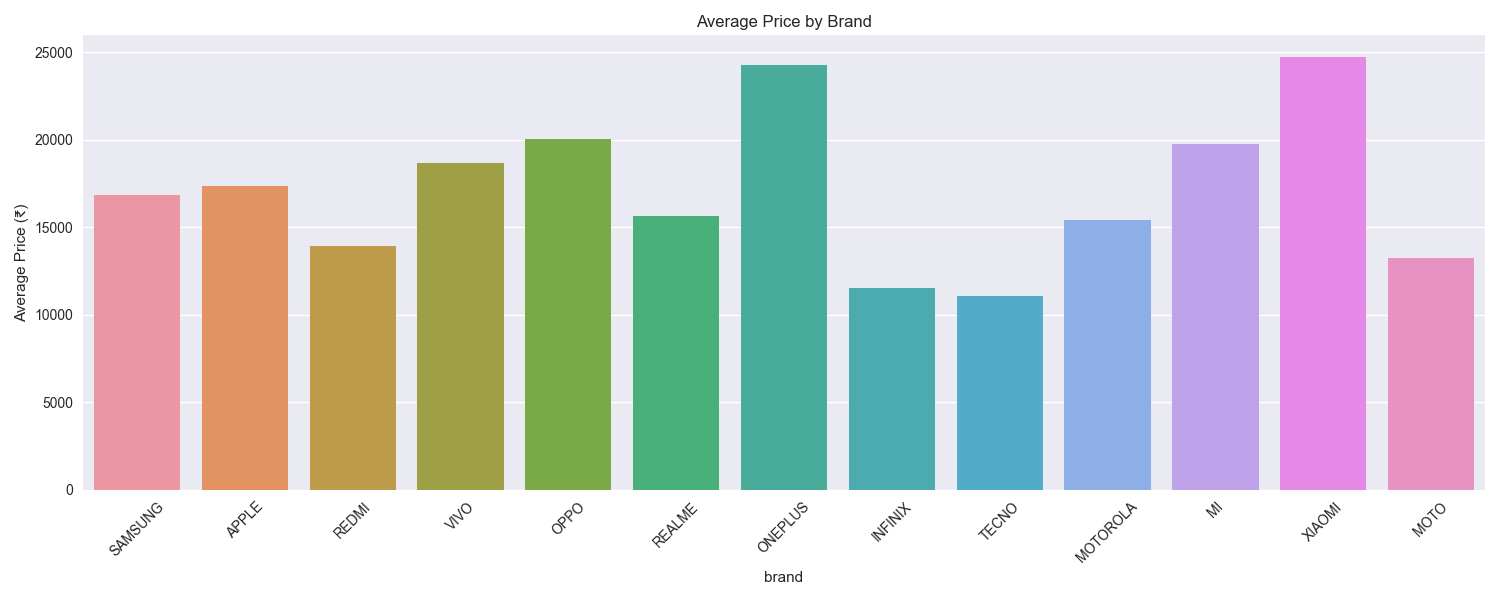 Average Price by Brand
Average Price (₹)
25000
20000
15000
10000
5000
0
SAMSUNG
APPLE
REDMI
VIVO
OPPO
REALME
ONEPLUS
INFINIX
TECNO
MOTOROLA
MI
XIAOMI
MOTO
brand